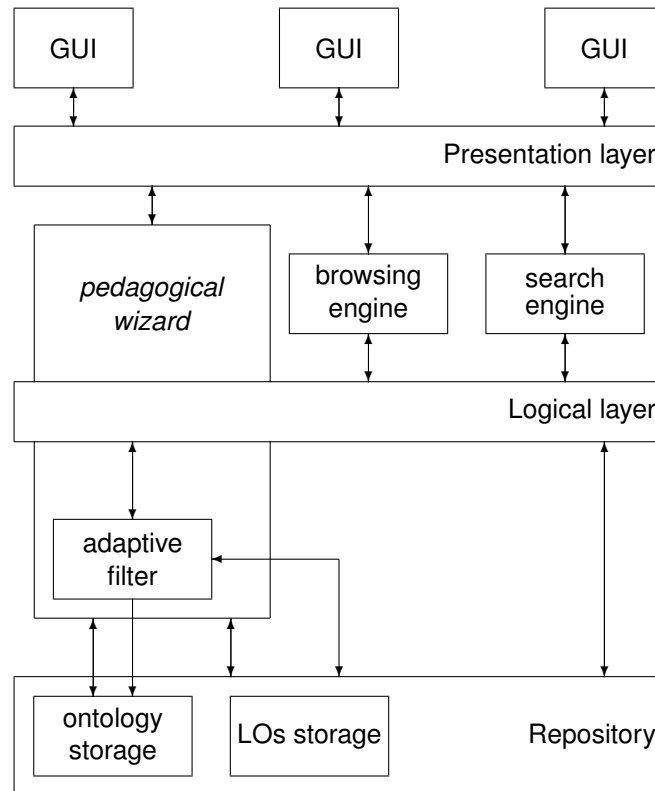 GUI
GUI
GUI
Presentation layer
pedagogical
wizard
browsing
engine
search
engine
Logical layer
adaptive
filter
ontology
storage
LOs storage
Repository